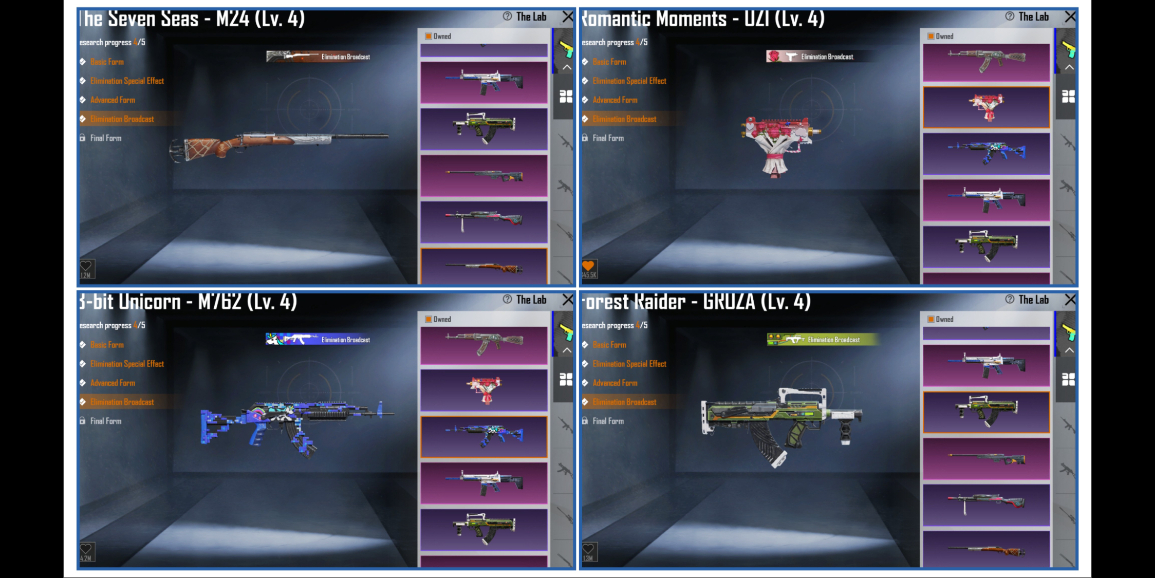 he Seven Seas - M24 (Lv. 4)
? The Lab
esearch progress 4/5
Owned
Basic Form
Elimination Broadcast
Elimination Special Effect
Advanced Form
Elimination Broadcast
Final Form
1.2M
Romantic Moments - UZI (Lv. 4)
? The Lab
esearch progress 4/5
Owned
Basic Form
Elimination Broadcast
Elimination Special Effect
Advanced Form
Elimination Broadcast
Final Form
8-bit Unicorn - M762 (Lv. 4)
? The Lab
esearch progress 4/5
Owned
Basic Form
Elimination Broadcast
Elimination Special Effect
Advanced Form
Elimination Broadcast
Final Form
orest Raider - GROZA (Lv. 4)
? The Lab
esearch progress 4/5
Owned
Basic Form
Elimination Broadcast
Elimination Special Effect
Advanced Form
Elimination Broadcast
Final Form